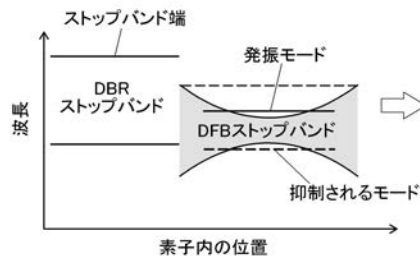 ストップバンド端
発振モード
DBR
ストップバンド
DFBストップバンド
波長
抑制されるモード
素子内の位置